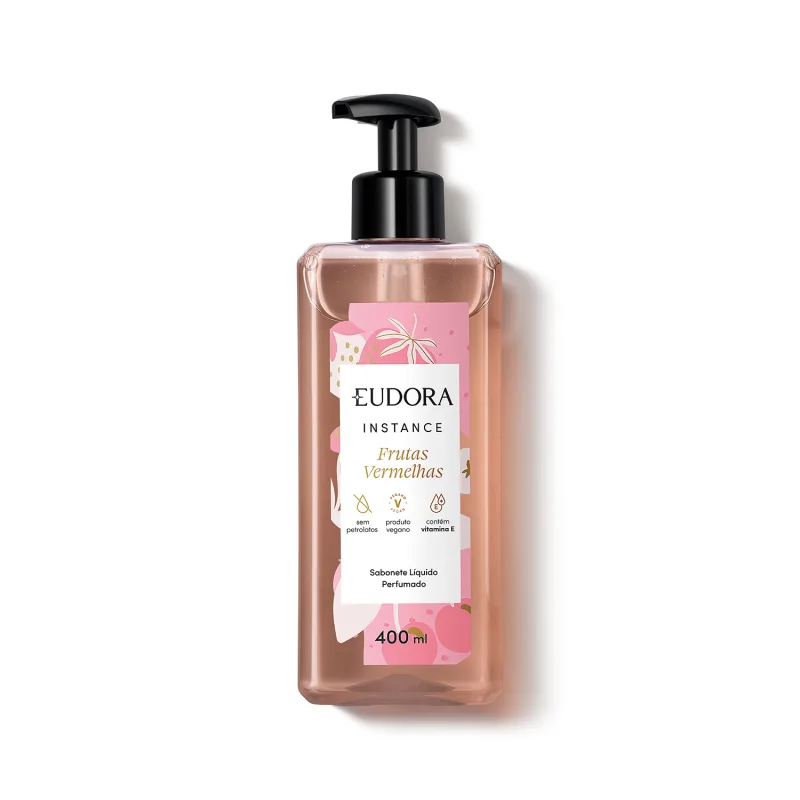 EUDORA
INSTANCE
Frutas
Vermelhas
sem
petrolatos
produto
vegano
contém
vitamina E
Sabonete Líquido
Perfumado
400 ml